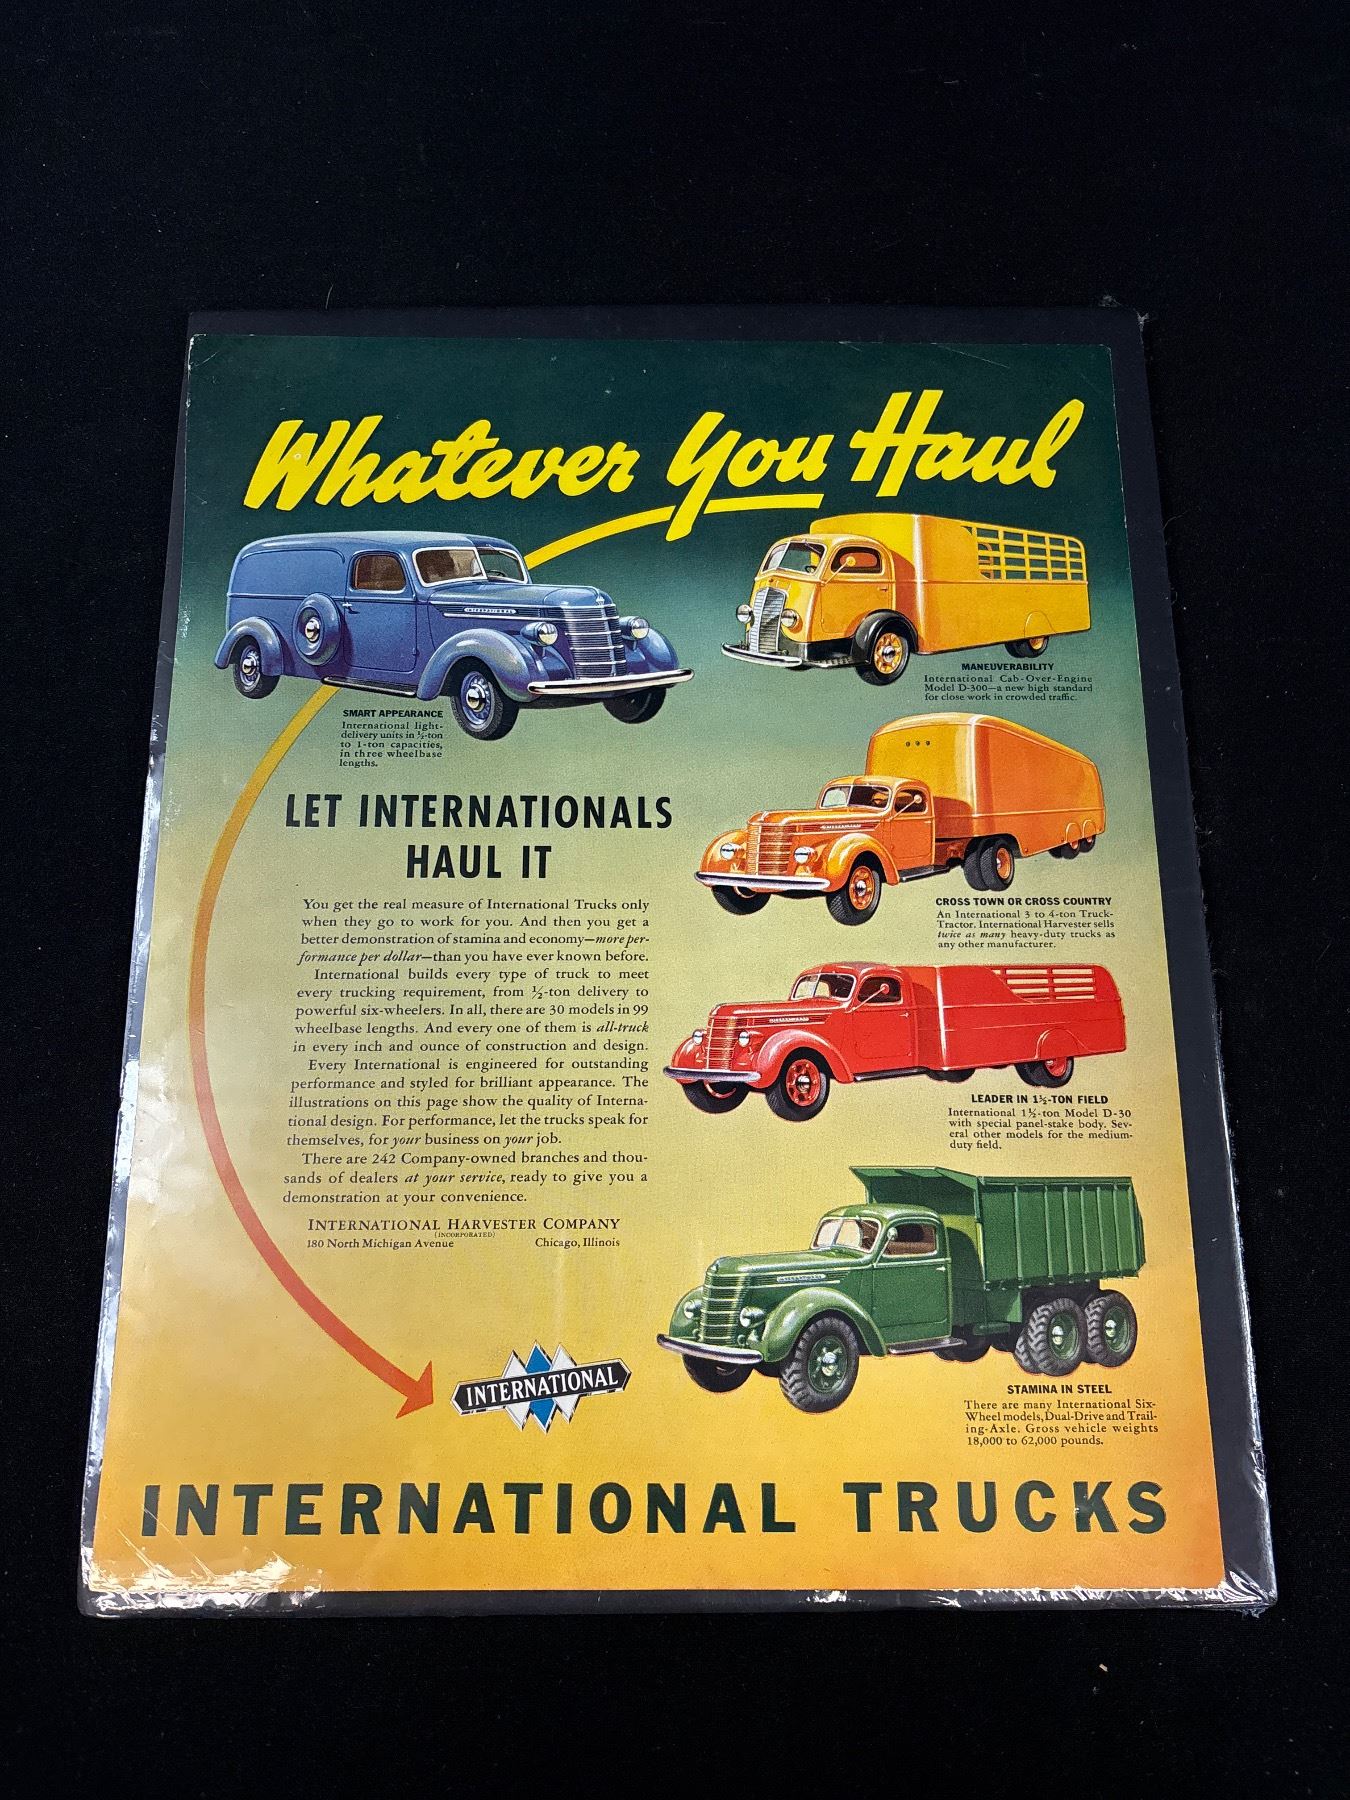 Whatever You Haul
INTERNATIONAL
SMART APPEARANCE
International light-
delivery units in ½-ton
to 1-ton capacities,
in three wheelbase
lengths.
MANEUVERABILITY
International Cab-Over-Engine
Model D-300—a new high standard
for close work in crowded traffic.
LET INTERNATIONALS
HAUL IT
You get the real measure of International Trucks only
when they go to work for you. And then you get a
better demonstration of stamina and economy—more per-
formance per dollar—than you have ever known before.
International builds every type of truck to meet
every trucking requirement, from ½-ton delivery to
powerful six-wheelers. In all, there are 30 models in 99
wheelbase lengths. And every one of them is all-truck
in every inch and ounce of construction and design.
Every International is engineered for outstanding
performance and styled for brilliant appearance. The
illustrations on this page show the quality of Interna-
tional design. For performance, let the trucks speak for
themselves, for your business on your job.
There are 242 Company-owned branches and thou-
sands of dealers at your service, ready to give you a
demonstration at your convenience.
INTERNATIONAL HARVESTER COMPANY
(INCORPORATED)
180 North Michigan Avenue Chicago, Illinois
CROSS TOWN OR CROSS COUNTRY
An International 3 to 4-ton Truck-
Tractor. International Harvester sells
twice as many heavy-duty trucks as
any other manufacturer.
LEADER IN 1½-TON FIELD
International 1½-ton Model D-30
with special panel-stake body. Sev-
eral other models for the medium-
duty field.
INTERNATIONAL
STAMINA IN STEEL
There are many International Six-
Wheel models, Dual-Drive and Trail-
ing-Axle. Gross vehicle weights
18,000 to 62,000 pounds.
INTERNATIONAL
INTERNATIONAL TRUCKS